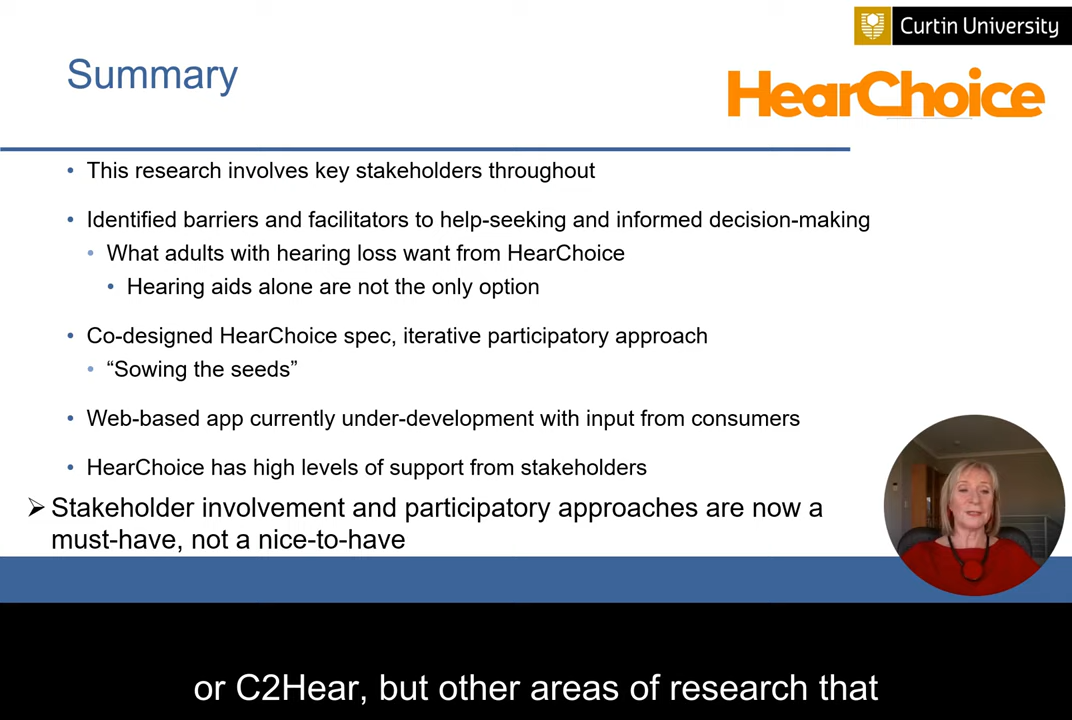 Curtin University
Summary
HearChoice
• This research involves key stakeholders throughout
• Identified barriers and facilitators to help-seeking and informed decision-making
• What adults with hearing loss want from HearChoice
• Hearing aids alone are not the only option
• Co-designed HearChoice spec, iterative participatory approach
• “Sowing the seeds”
• Web-based app currently under-development with input from consumers
• HearChoice has high levels of support from stakeholders
➢ Stakeholder involvement and participatory approaches are now a
must-have, not a nice-to-have
or C2Hear, but other areas of research that